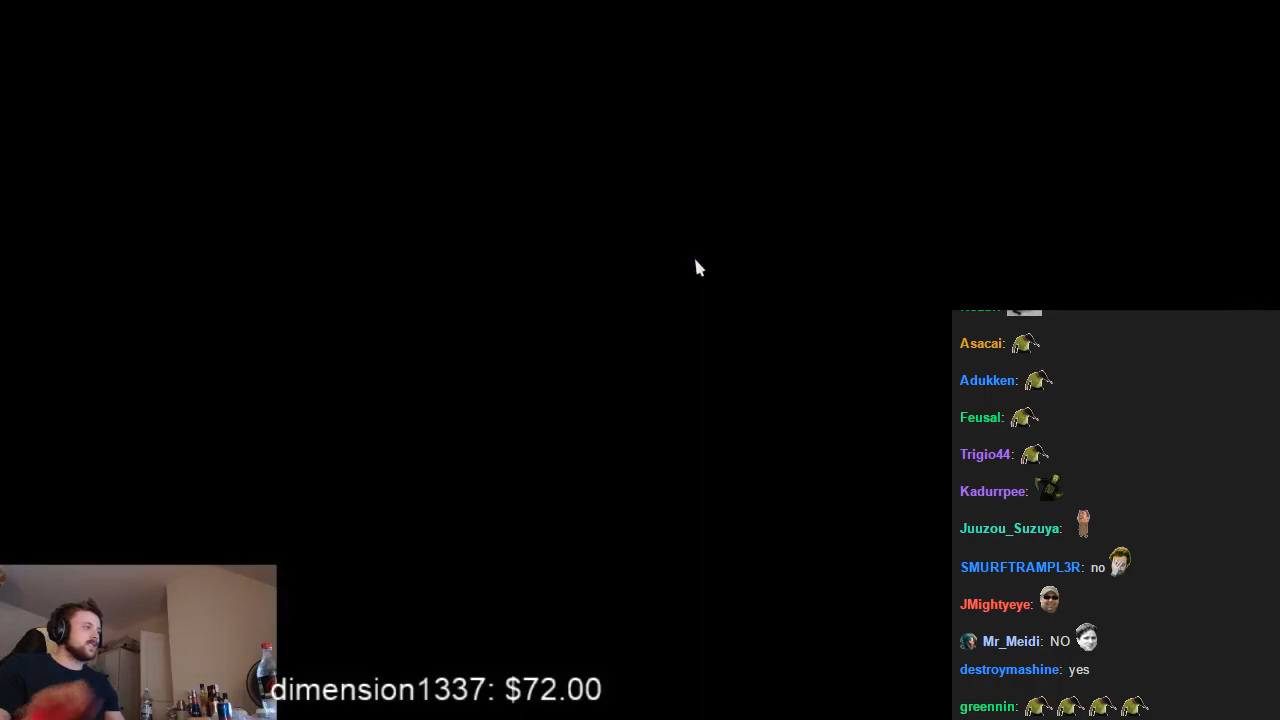 Asacai:
Adukken:
Feusal:
Trigio44:
Kadurrpee:
Juuzou_Suzuya:
SMURFTRAMPL3R: no
JMightyeye:
Mr_Meidi: NO
destroymashine: yes
greennin:
dimension1337: $72.00